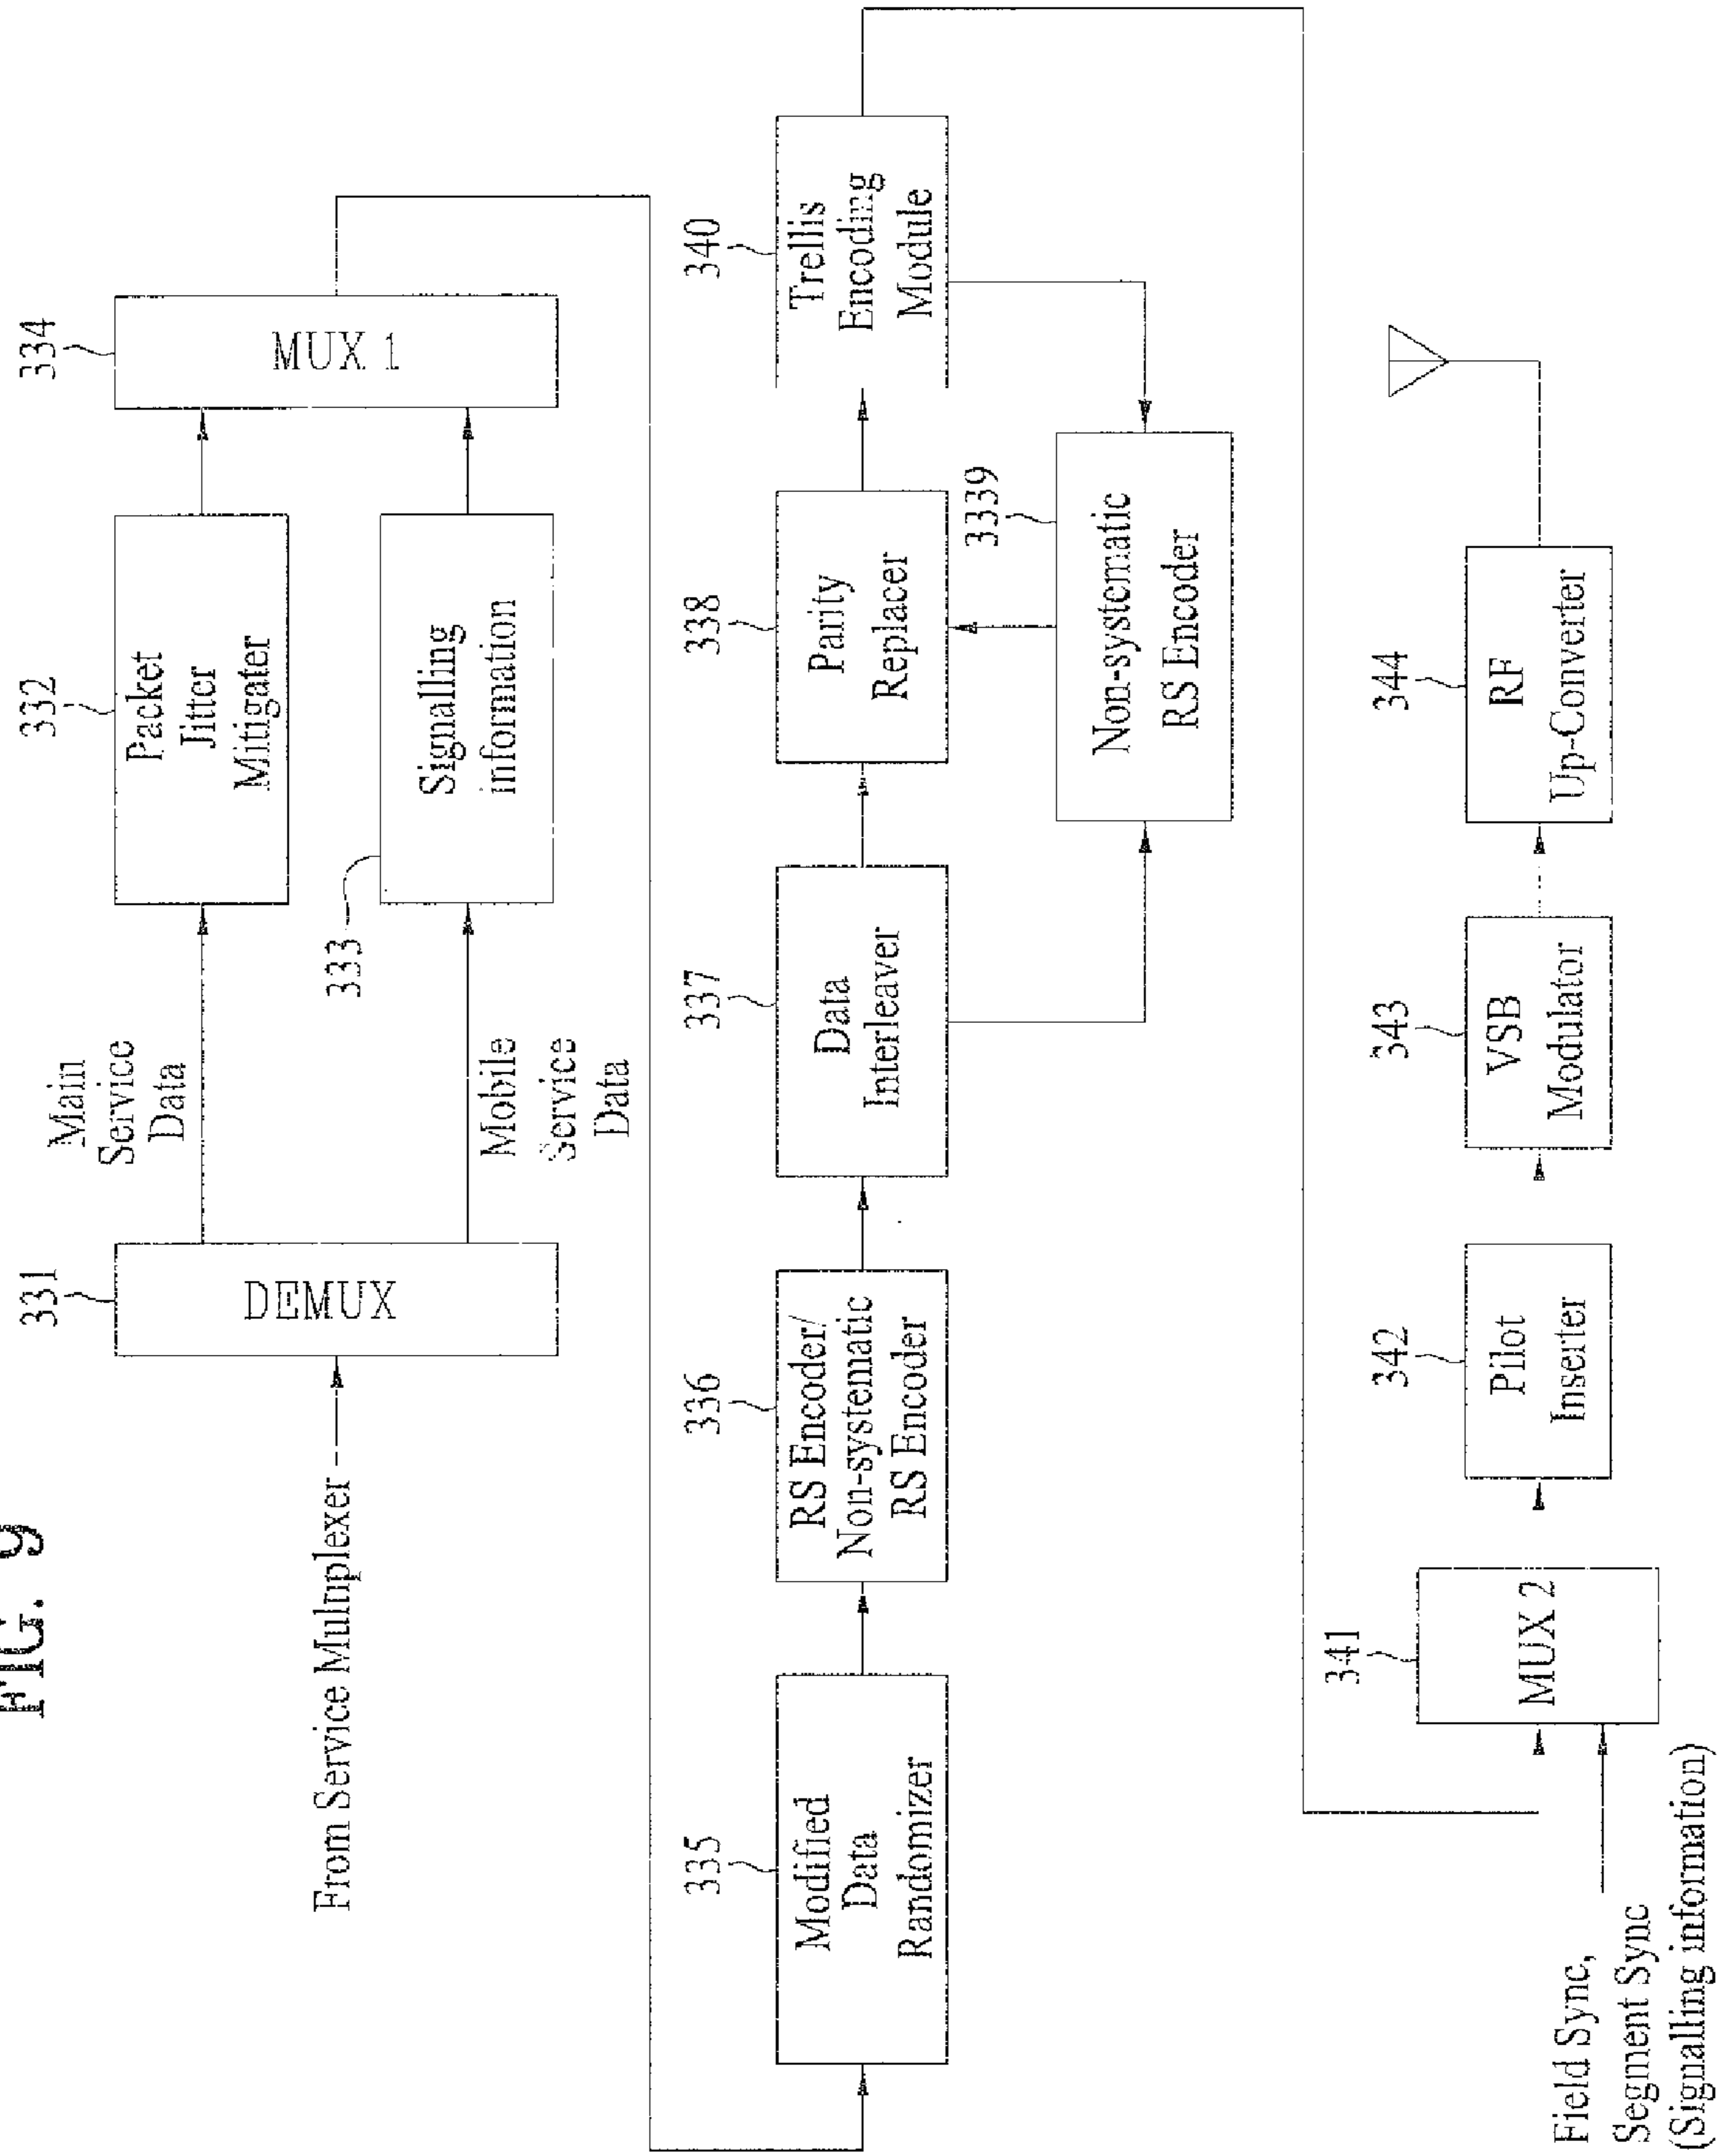 FIG. 9
From Service Multiplexer
331
DEMUX
Main
Service
Data
Mobile
Service
Data
332
Packet
Jitter
Mitigater
333
Signalling
information
334
MUX 1
335
Modified
Data
Randomizer
336
RS Encoder/
Non-systematic
RS Encoder
337
Data
Interleaver
338
Parity
Replacer
3339
Non-systematic
RS Encoder
340
Trellis
Encoding
Module
Field Sync,
Segment Sync
(Signalling information)
341
MUX 2
342
Pilot
Inserter
343
VSB
Modulator
344
RF
Up-Converter